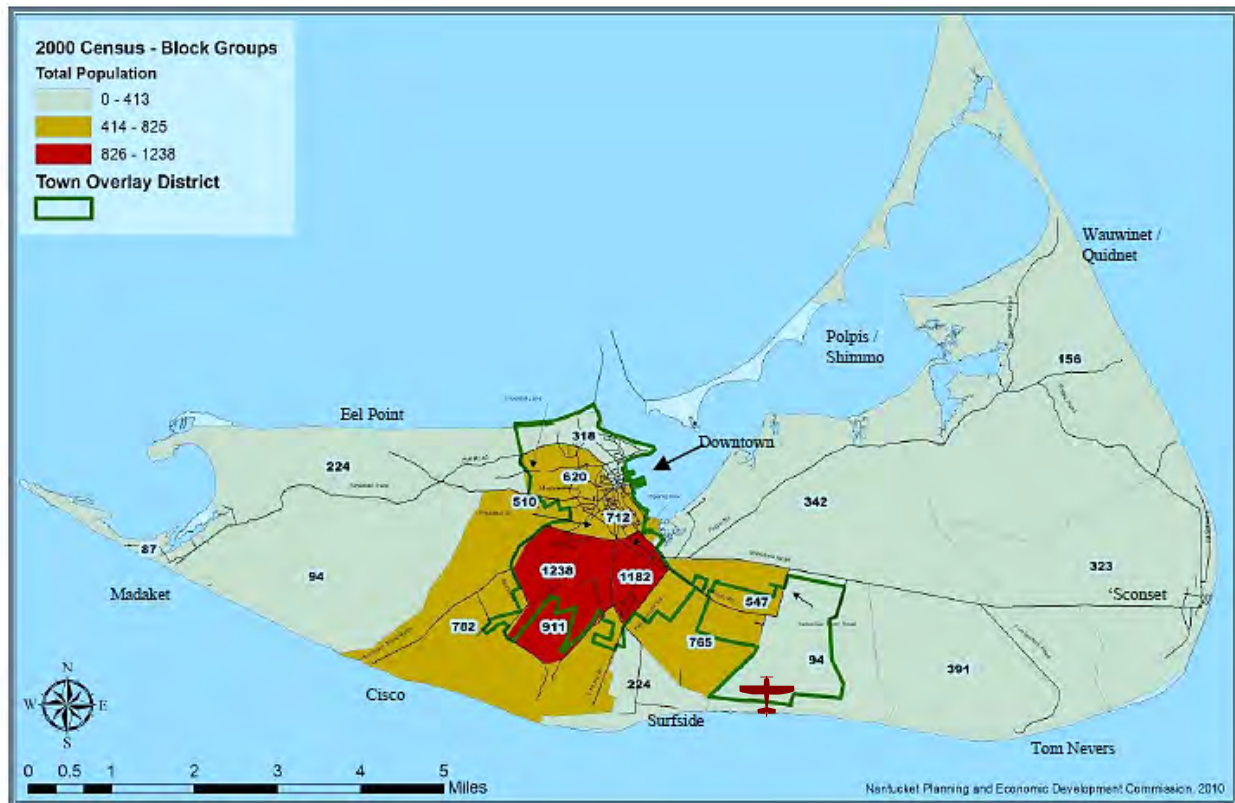 2000 Census - Block Groups
Total Population
0 - 413
414 - 825
826 - 1238
Town Overlay District
Wauwinet /
Quidnet
Polpis /
Shimmo
156
Eel Point
318
Downtown
224
620
510
712
342
87
94
1238
1182
323
Madaket
'Sconset
547
782
911
765
94
391
224
Cisco
Surfside
Tom Nevers
N
W E
S
0 0.5 1 2 3 4 5
Miles
Nantucket Planning and Economic Development Commission, 2010